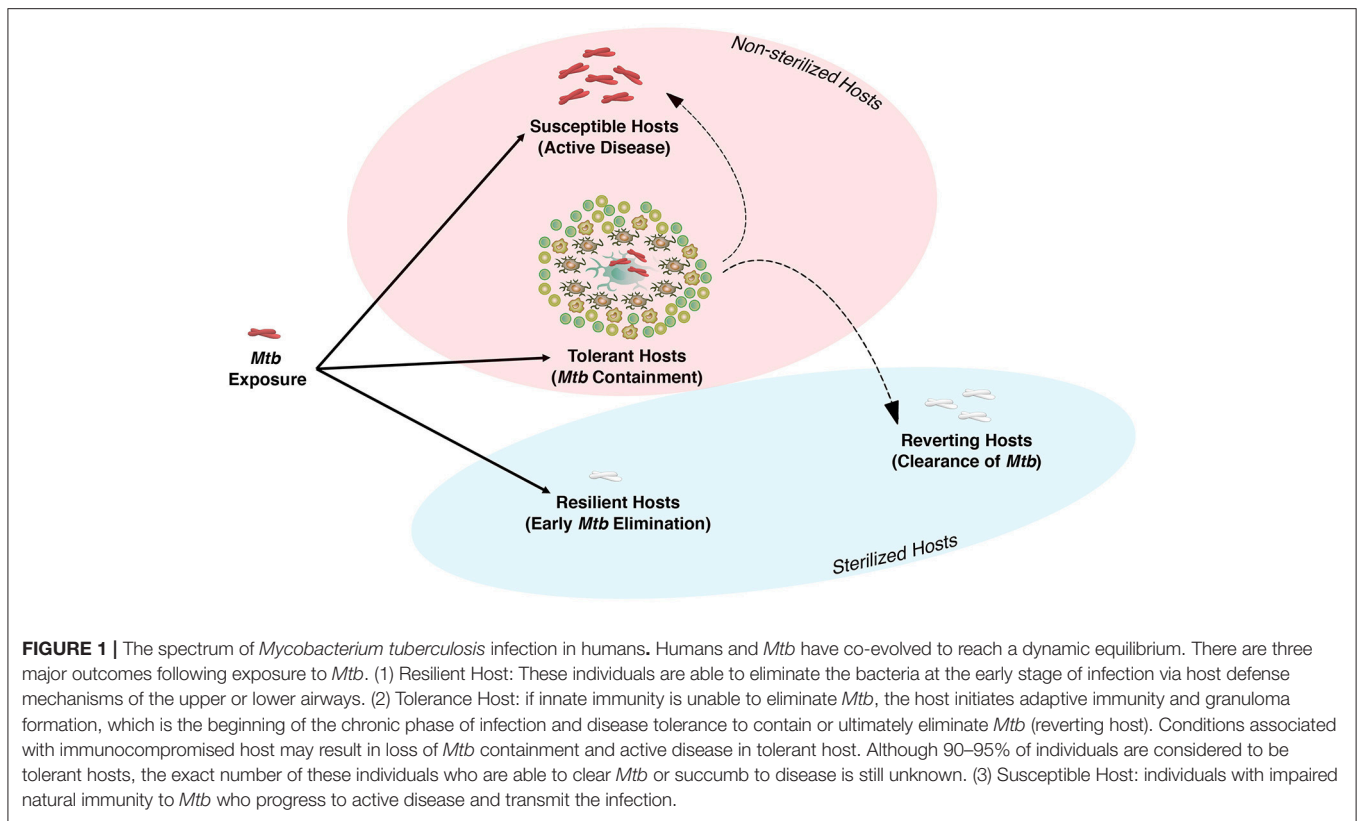 Non-sterilized Hosts
Susceptible Hosts
(Active Disease)
Mtb
Exposure
Tolerant Hosts
(Mtb Containment)
Reverting Hosts
(Clearance of Mtb)
Resilient Hosts
(Early Mtb Elimination)
Sterilized Hosts
FIGURE 1 | The spectrum of Mycobacterium tuberculosis infection in humans. Humans and Mtb have co-evolved to reach a dynamic equilibrium. There are three
major outcomes following exposure to Mtb. (1) Resilient Host: These individuals are able to eliminate the bacteria at the early stage of infection via host defense
mechanisms of the upper or lower airways. (2) Tolerance Host: if innate immunity is unable to eliminate Mtb, the host initiates adaptive immunity and granuloma
formation, which is the beginning of the chronic phase of infection and disease tolerance to contain or ultimately eliminate Mtb (reverting host). Conditions associated
with immunocompromised host may result in loss of Mtb containment and active disease in tolerant host. Although 90–95% of individuals are considered to be
tolerant hosts, the exact number of these individuals who are able to clear Mtb or succumb to disease is still unknown. (3) Susceptible Host: individuals with impaired
natural immunity to Mtb who progress to active disease and transmit the infection.